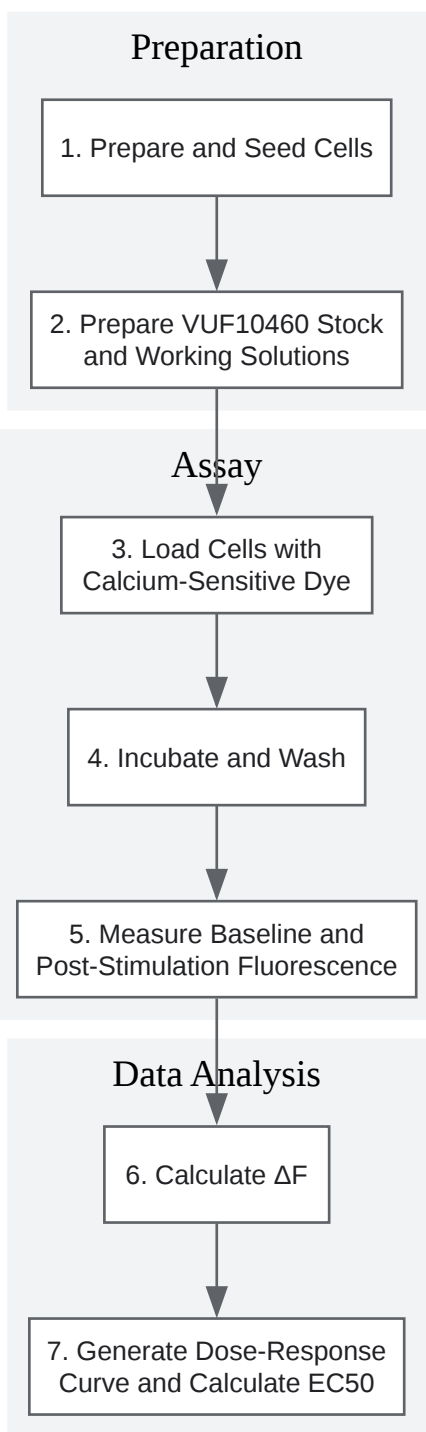 Preparation
1. Prepare and Seed Cells
2. Prepare VUF10460 Stock
and Working Solutions
Assay
3. Load Cells with
Calcium-Sensitive Dye
4. Incubate and Wash
5. Measure Baseline and
Post-Stimulation Fluorescence
Data Analysis
6. Calculate ΔF
7. Generate Dose-Response
Curve and Calculate EC50